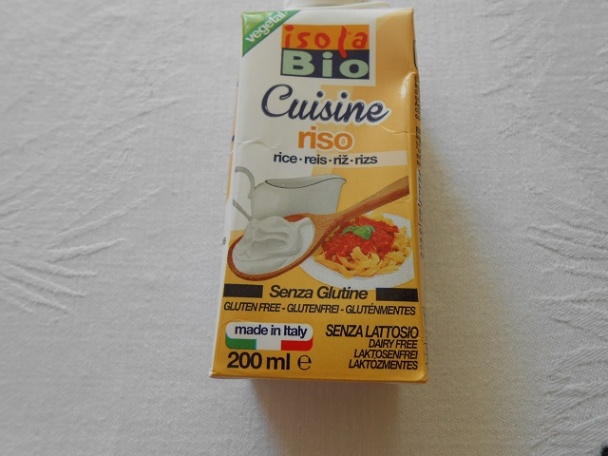 vegetal
isola
Bio
Cuisine
riso
rice·reis·riž·rizs
Senza Glutine
GLUTEN FREE - GLUTENFREI - GLUTÉNMENTES
made in Italy
200 ml ℮
SENZA LATTOSIO
DAIRY FREE
LAKTOSENFREI
LAKTÓZMENTES